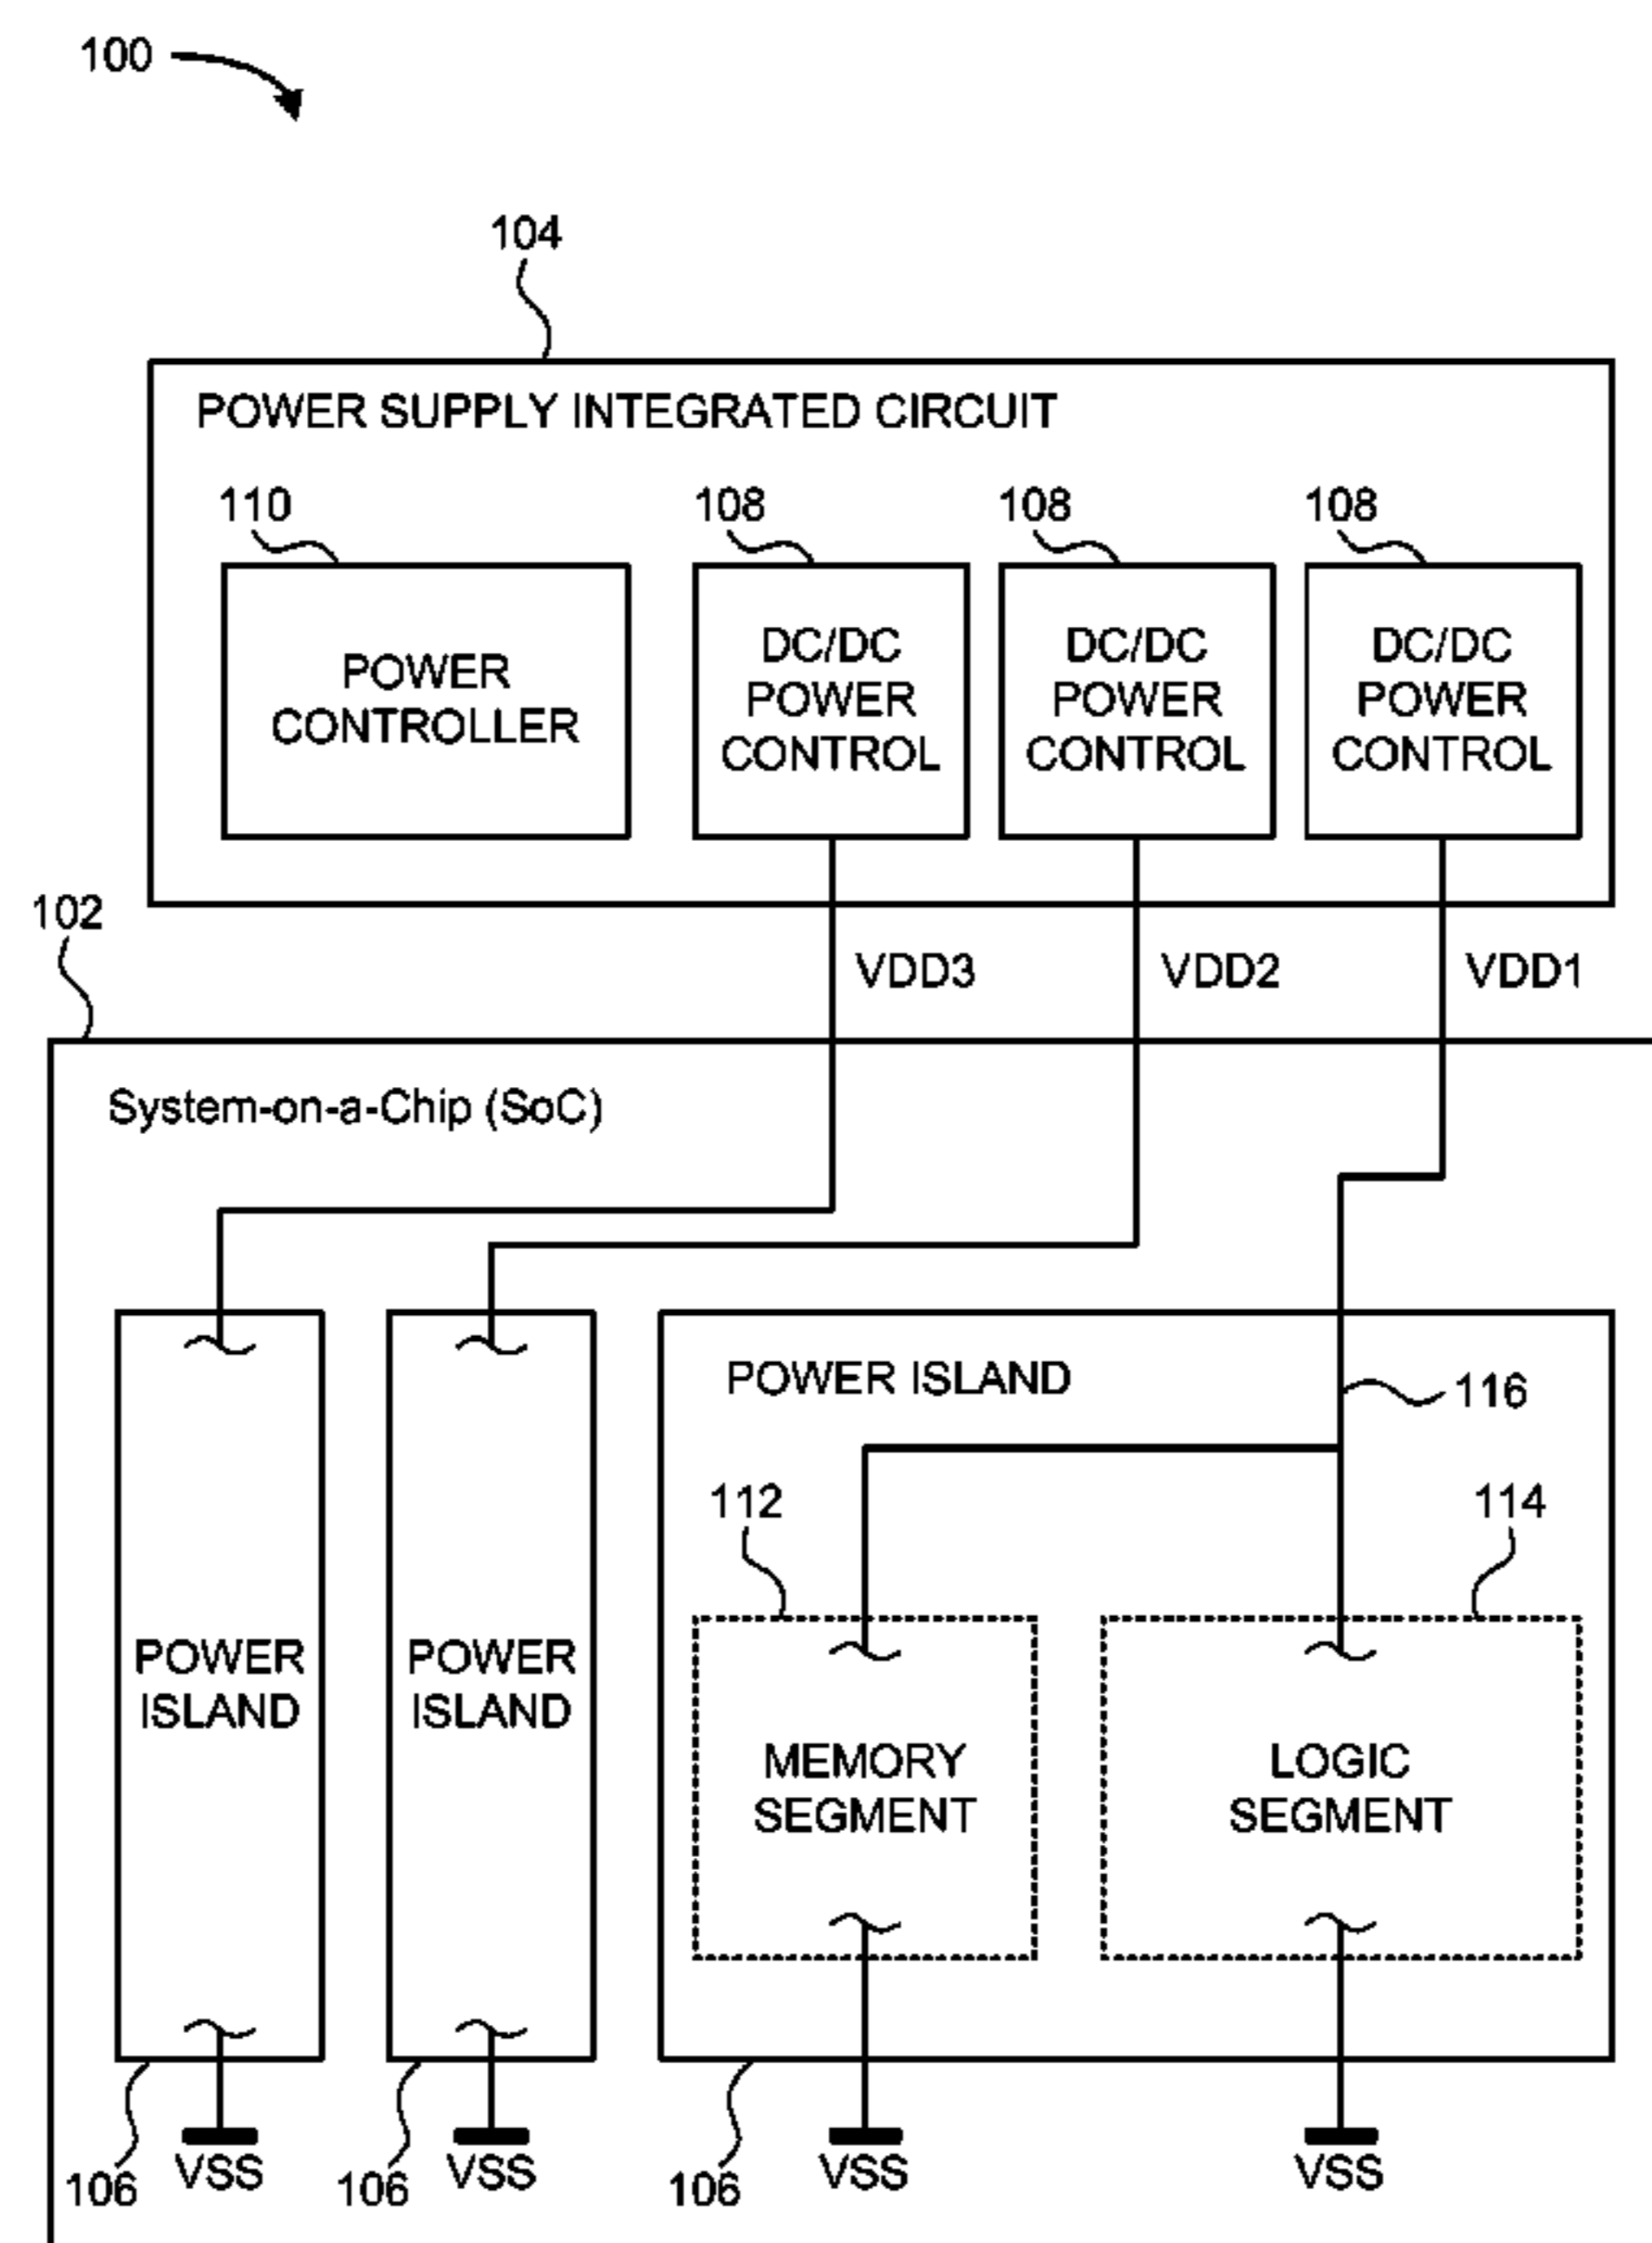 100
104
POWER SUPPLY INTEGRATED CIRCUIT
110
108
108
108
POWER
CONTROLLER
DC/DC
POWER
CONTROL
DC/DC
POWER
CONTROL
DC/DC
POWER
CONTROL
102
VDD3
VDD2
VDD1
System-on-a-Chip (SoC)
POWER ISLAND
116
112
114
POWER
ISLAND
POWER
ISLAND
MEMORY
SEGMENT
LOGIC
SEGMENT
106
VSS
106
VSS
106
VSS
VSS